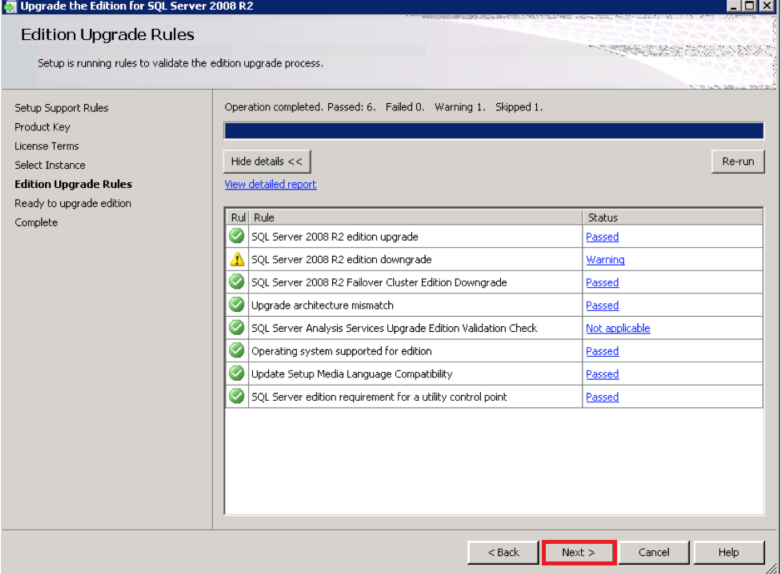 Upgrade the Edition for SQL Server 2008 R2
Edition Upgrade Rules
Setup is running rules to validate the edition upgrade process.
Setup Support Rules
Product Key
License Terms
Select Instance
Edition Upgrade Rules
Ready to upgrade edition
Complete
Operation completed. Passed: 6. Failed 0. Warning 1. Skipped 1.
Hide details << Re-run
View detailed report
Rul Rule Status
SQL Server 2008 R2 edition upgrade Passed
SQL Server 2008 R2 edition downgrade Warning
SQL Server 2008 R2 Failover Cluster Edition Downgrade Passed
Upgrade architecture mismatch Passed
SQL Server Analysis Services Upgrade Edition Validation Check Not applicable
Operating system supported for edition Passed
Update Setup Media Language Compatibility Passed
SQL Server edition requirement for a utility control point Passed
< Back Next > Cancel Help